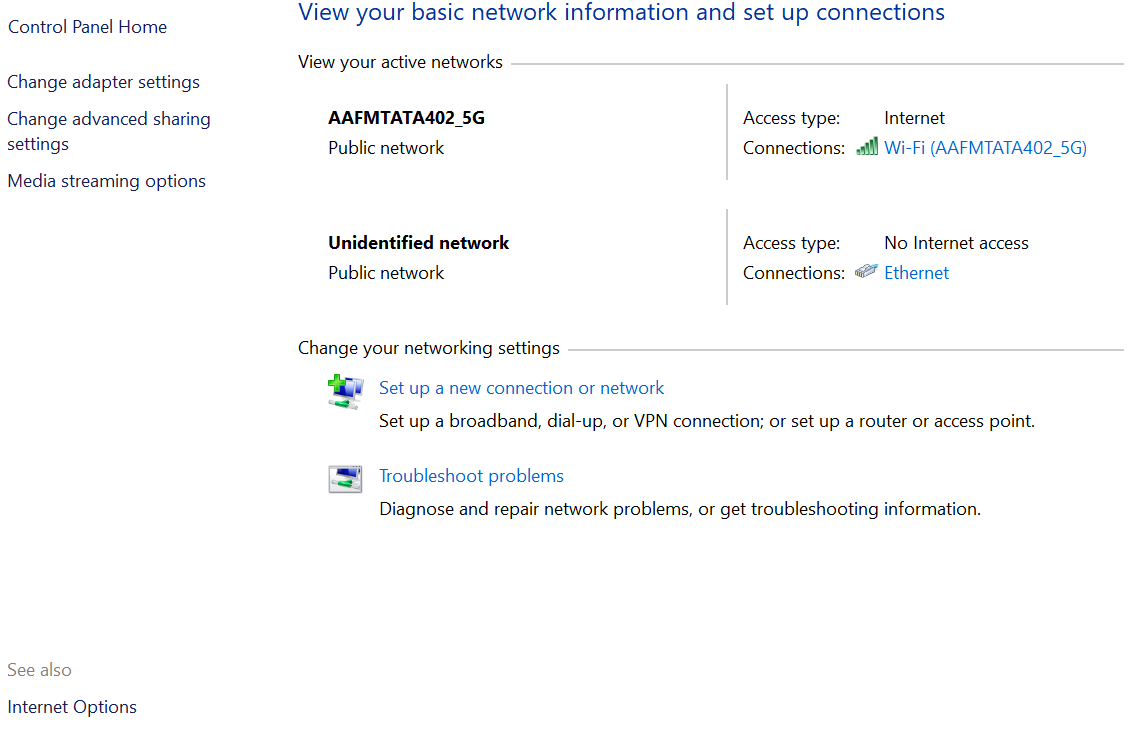 Control Panel Home
Change adapter settings
Change advanced sharing
settings
Media streaming options
See also
Internet Options
View your basic network information and set up connections
View your active networks
AAFMTATA402_5G
Public network
Access type: Internet
Connections: Wi-Fi (AAFMTATA402_5G)
Unidentified network
Public network
Access type: No Internet access
Connections: Ethernet
Change your networking settings
Set up a new connection or network
Set up a broadband, dial-up, or VPN connection; or set up a router or access point.
Troubleshoot problems
Diagnose and repair network problems, or get troubleshooting information.